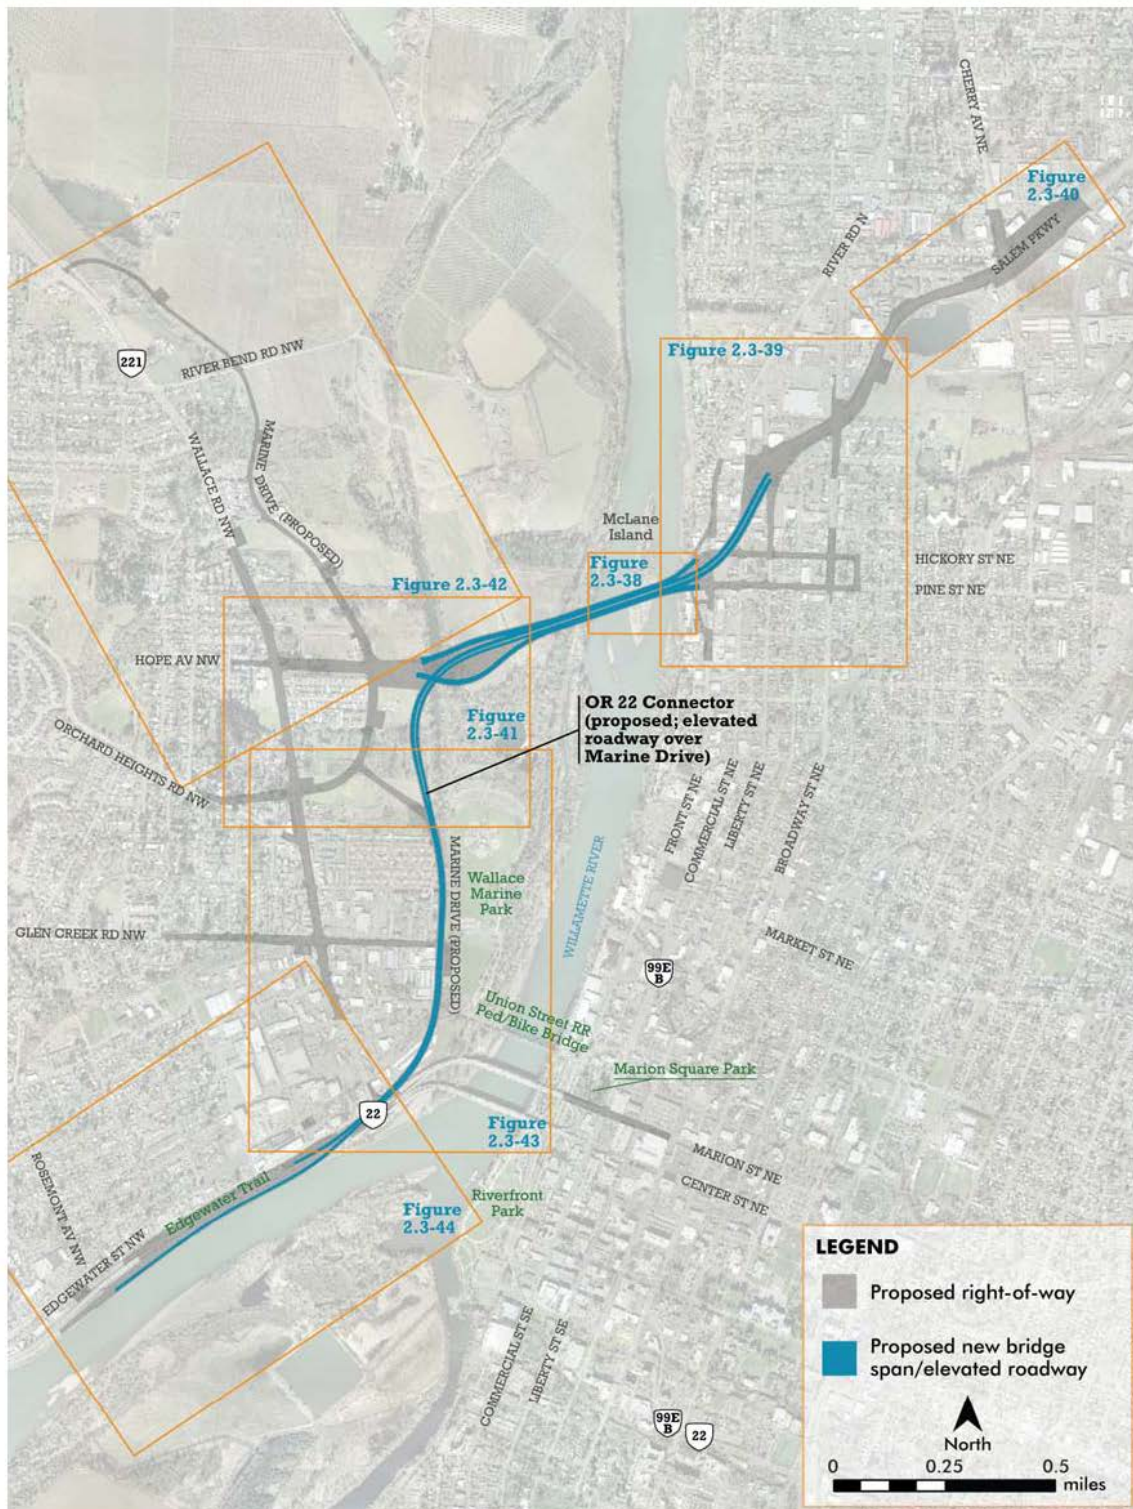 CHERRY AV NE
Figure
2.3-40
RIVER RD N
SALEM PKWY
Figure 2.3-39
221
RIVER BEND RD NW
MARINE DRIVE (PROPOSED)
WALLACE RD NW
McLane
Island
Figure
2.3-38
HICKORY ST NE
PINE ST NE
Figure 2.3-42
HOPE AV NW
Figure
2.3-41
OR 22 Connector
(proposed; elevated
roadway over
Marine Drive)
ORCHARD HEIGHTS RD NW
FRONT ST NE
COMMERCIAL ST NE
LIBERTY ST NE
BROADWAY ST NE
MARINE DRIVE (PROPOSED)
Wallace
Marine
Park
WILLAMETTE RIVER
GLEN CREEK RD NW
MARKET ST NE
99E
B
Union Street RR
Ped/Bike Bridge
Marion Square Park
22
Figure
2.3-43
MARION ST NE
CENTER ST NE
ROSEMONT AV NW
Edgewater Trail
EDGEWATER ST NW
Riverfront
Park
Figure
2.3-44
COMMERCIAL ST SE
LIBERTY ST SE
99E
B
22
LEGEND
Proposed right-of-way
Proposed new bridge
span/elevated roadway
North
0 0.25 0.5
miles